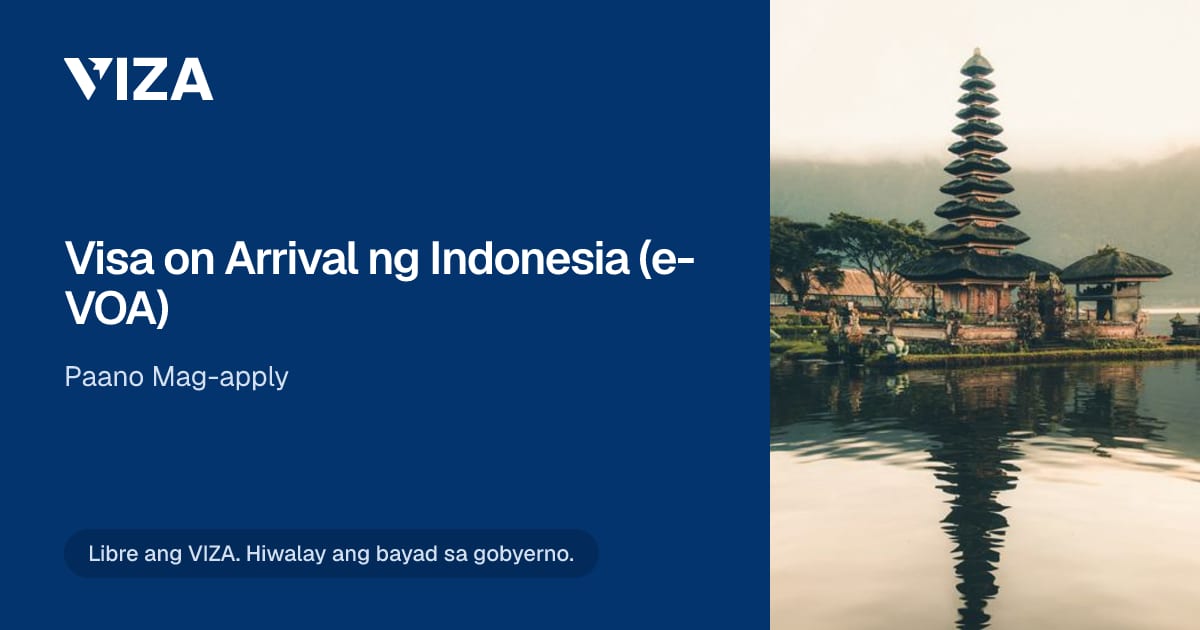 VIZA
Visa on Arrival ng Indonesia (e-
VOA)
Paano Mag-apply
Libre ang VIZA. Hiwalay ang bayad sa gobyerno.